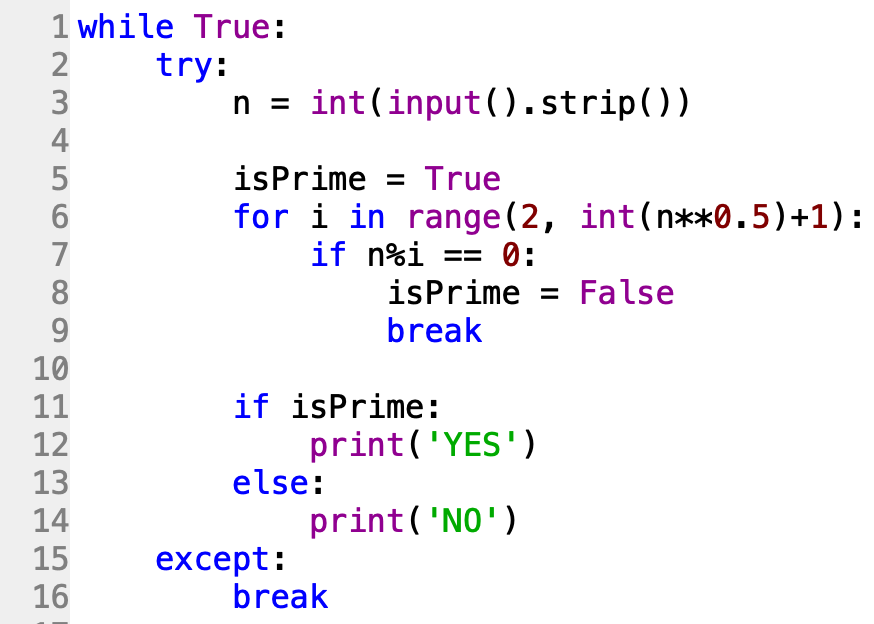 1 while True:
2     try:
3         n = int(input().strip())
4
5         isPrime = True
6         for i in range(2, int(n**0.5)+1):
7             if n%i == 0:
8                 isPrime = False
9                 break
10
11         if isPrime:
12             print('YES')
13         else:
14             print('NO')
15     except:
16         break